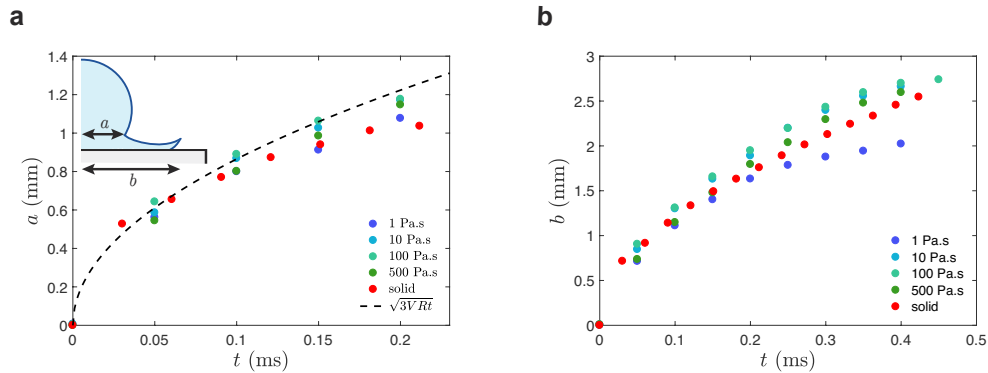 a
1.4
1.2
1
0.8
0.6
0.4
0.2
0
a (mm)
0 0.05 0.1 0.15 0.2
t (ms)
a
b
1 Pa.s
10 Pa.s
100 Pa.s
500 Pa.s
solid
√3VRt
b
3
2.5
2
1.5
1
0.5
0
b (mm)
0 0.1 0.2 0.3 0.4 0.5
t (ms)
1 Pa.s
10 Pa.s
100 Pa.s
500 Pa.s
solid